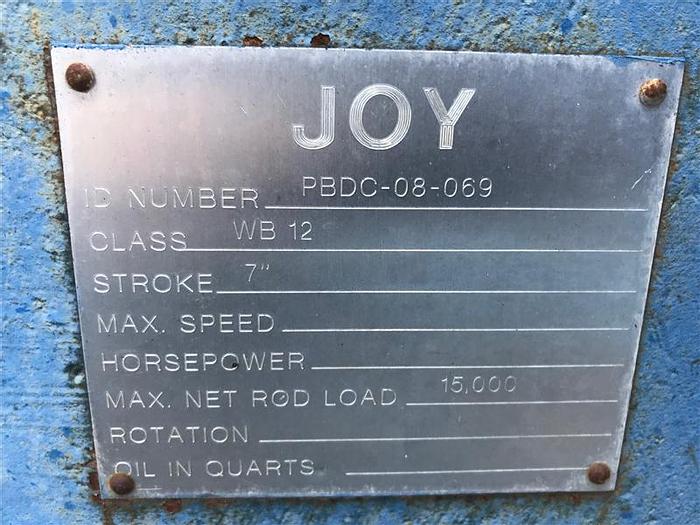 JOY
ID NUMBER PBDC-08-069
CLASS WB 12
STROKE 7"
MAX. SPEED
HORSEPOWER
MAX. NET ROD LOAD 15,000
ROTATION
OIL IN QUARTS